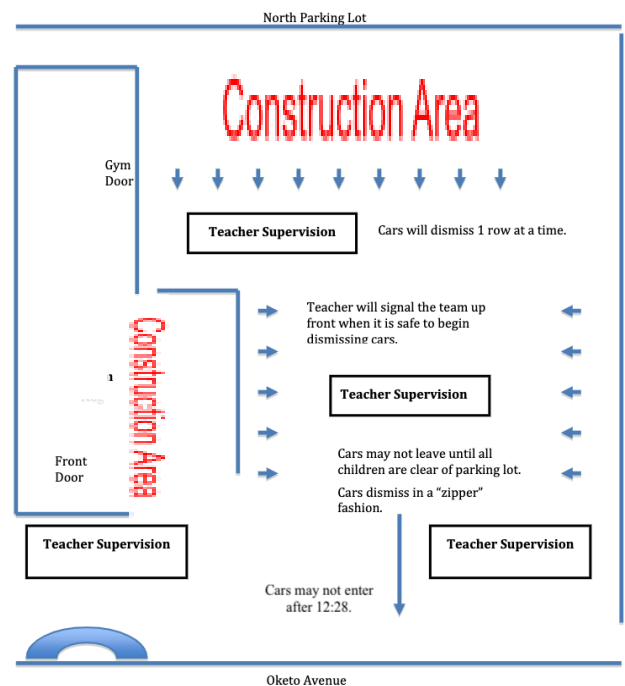 North Parking Lot
Construction Area
Gym
Door
Teacher Supervision
Cars will dismiss 1 row at a time.
Teacher will signal the team up
front when it is safe to begin
dismissing cars.
Construction Area
Teacher Supervision
Front
Door
Cars may not leave until all
children are clear of parking lot.
Cars dismiss in a “zipper”
fashion.
Teacher Supervision
Teacher Supervision
Cars may not enter
after 12:28.
Oketo Avenue